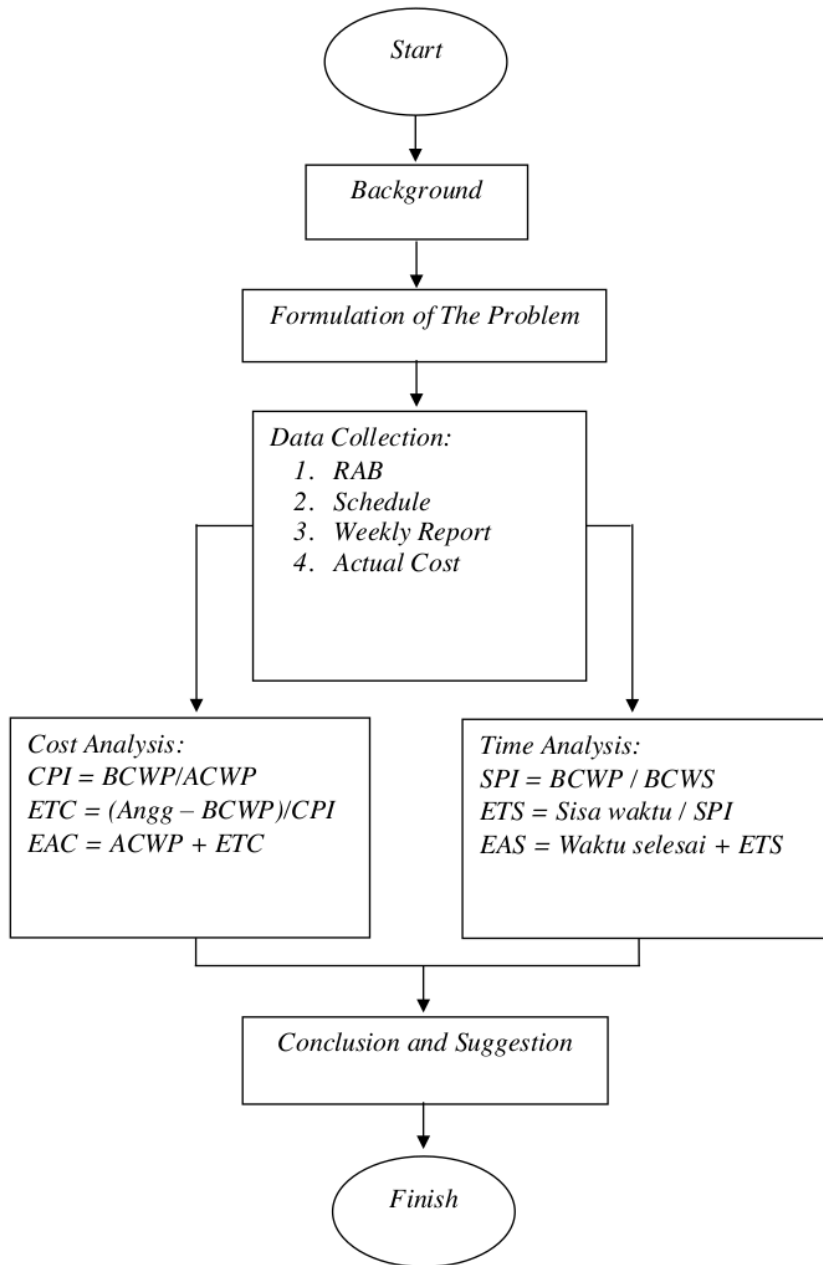 Start
Background
Formulation of The Problem
Data Collection:
1. RAB
2. Schedule
3. Weekly Report
4. Actual Cost
Cost Analysis:
CPI = BCWP/ACWP
ETC = (Angg – BCWP)/CPI
EAC = ACWP + ETC
Time Analysis:
SPI = BCWP / BCWS
ETS = Sisa waktu / SPI
EAS = Waktu selesai + ETS
Conclusion and Suggestion
Finish